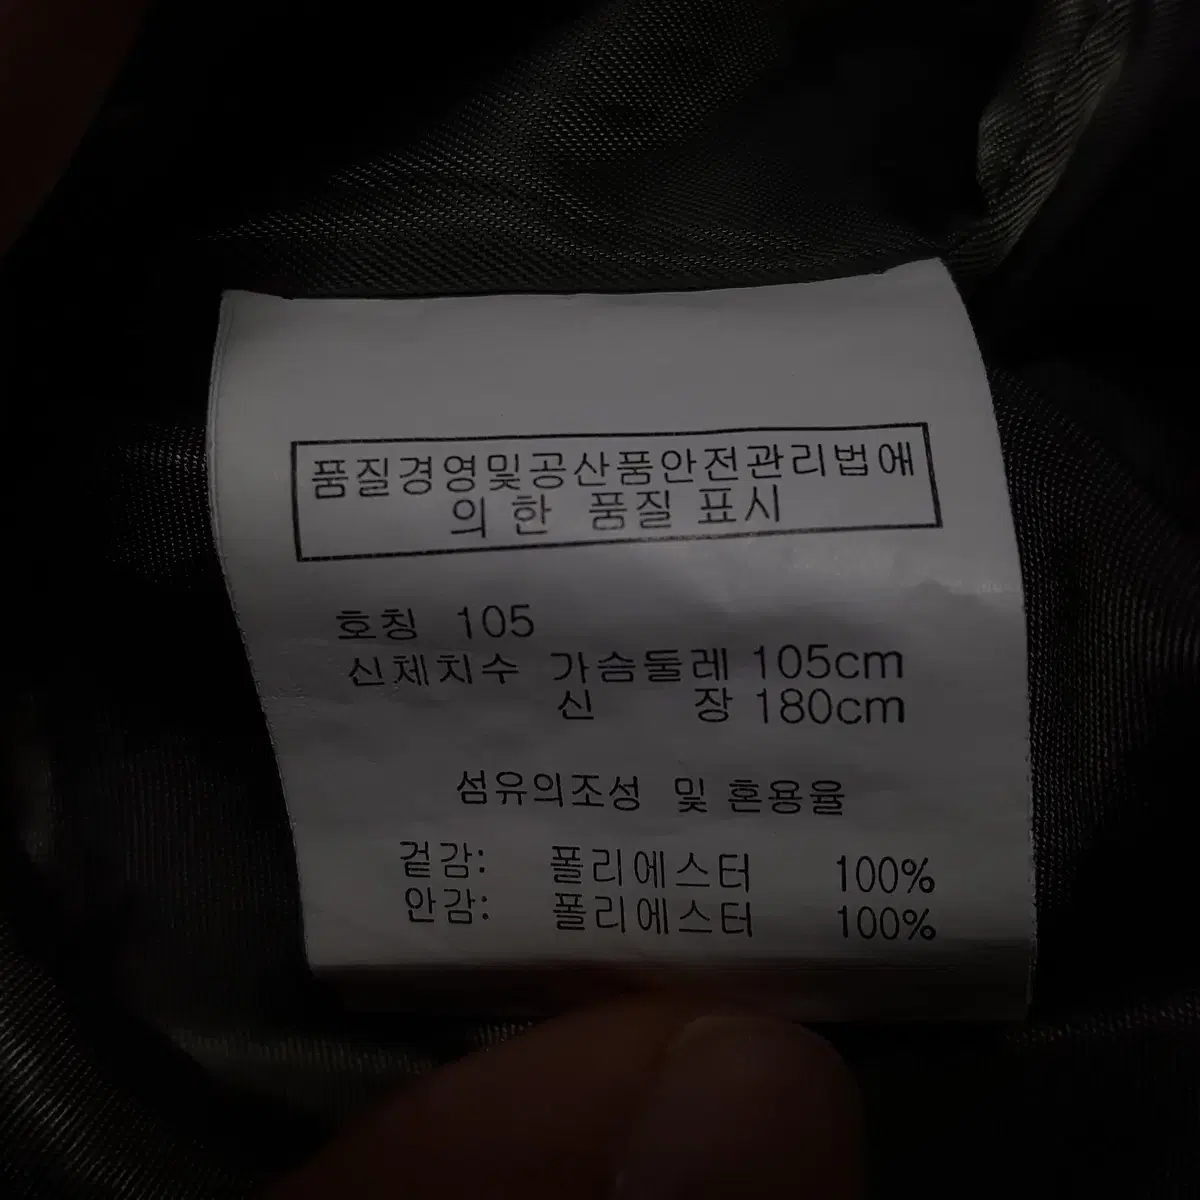 품질경영및공산품안전관리법에
의한 품질 표시
호칭 105
신체치수 가슴둘레 105cm
신 장 180cm
섬유의조성 및 혼용율
겉감: 폴리에스터 100%
안감: 폴리에스터 100%